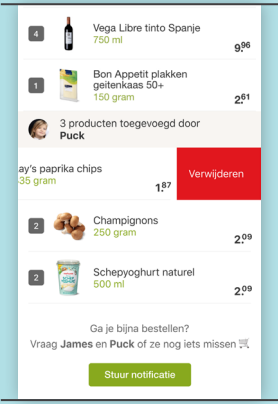 4
Vega Libre tinto Spanje
750 ml
9.96
1
Bon Appetit plakken
geitenkaas 50+
150 gram
2.61
3 producten toegevoegd door
Puck
ay's paprika chips
335 gram
1.87
Verwijderen
2
Champignons
250 gram
2.09
2
Schepyoghurt naturel
500 ml
2.09
Ga je bijna bestellen?
Vraag James en Puck of ze nog iets missen 🛒
Stuur notificatie